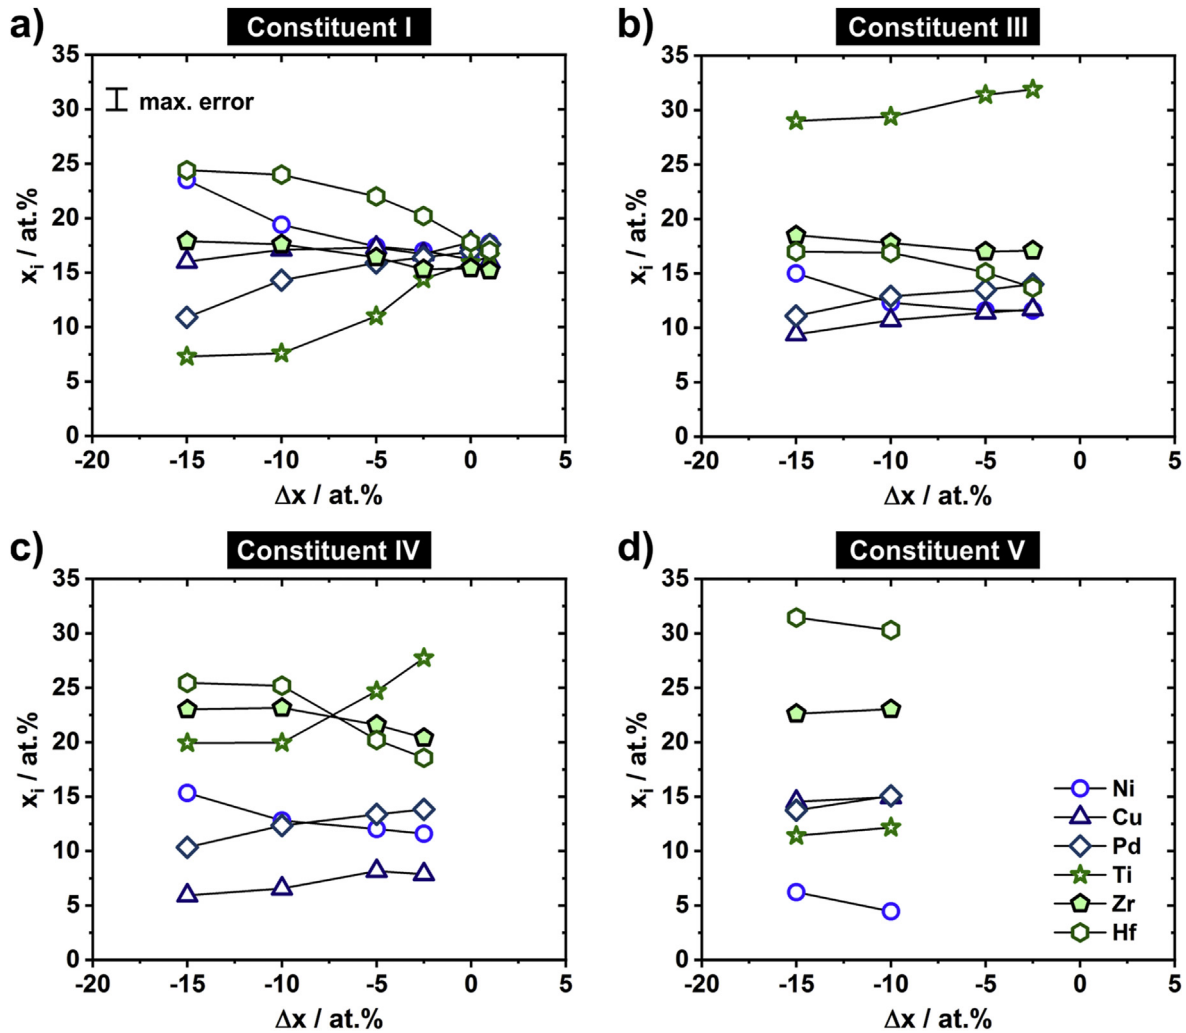 a)
Constituent I
35
30
25
20
15
10
5
0
max. error
x_i / at.%
-20 -15 -10 -5 0 5
Δx / at.%
b)
Constituent III
35
30
25
20
15
10
5
0
x_i / at.%
-20 -15 -10 -5 0 5
Δx / at.%
c)
Constituent IV
35
30
25
20
15
10
5
0
x_i / at.%
-20 -15 -10 -5 0 5
Δx / at.%
d)
Constituent V
35
30
25
20
15
10
5
0
x_i / at.%
Ni
Cu
Pd
Ti
Zr
Hf
-20 -15 -10 -5 0 5
Δx / at.%